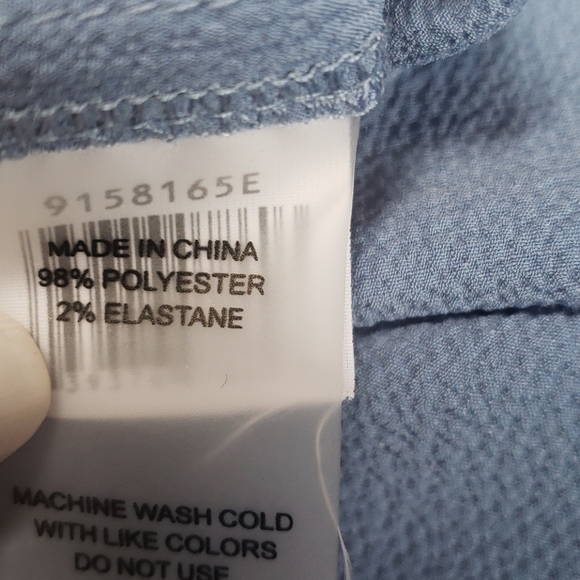 9158165E
MADE IN CHINA
98% POLYESTER
2% ELASTANE
MACHINE WASH COLD
WITH LIKE COLORS
DO NOT USE